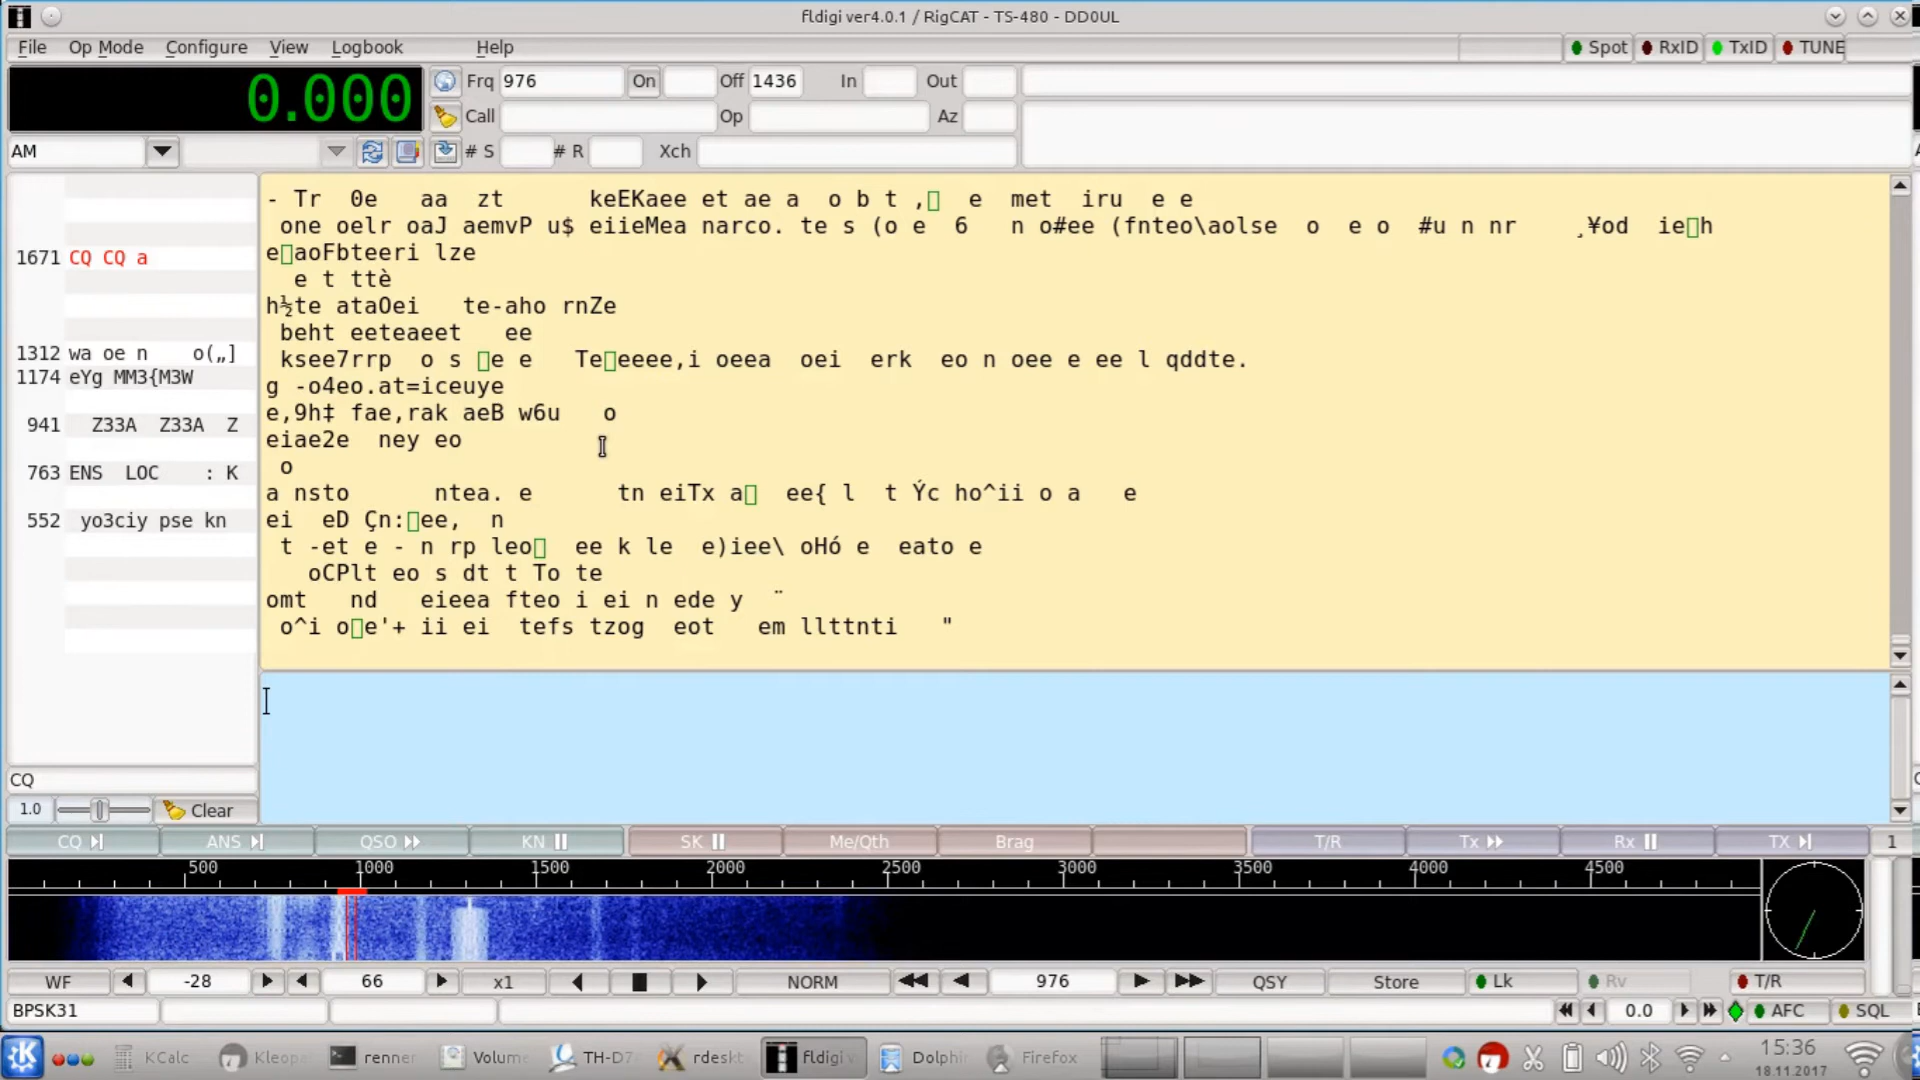 fldigi ver4.0.1 / RigCAT - TS-480 - DD0UL
File Op Mode Configure View Logbook Help Spot RxID TxID TUNE
0.000 Frq 976 On Off 1436 In Out
Call Op Az
AM # S # R Xch
- Tr 0e aa zt keEKaee et ae a o b t , e met iru e e
one oelr oaJ aemvP u$ eiieMea narco. te s (o e 6 n o#ee (fnteo\aolse o e o #u n nr ¸¥od ie h
e aoFbteeri lze
e t ttè
h½te ataOei te-aho rnZe
beht eeteaeet ee
ksee7rrp o s e e Te eeee,i oeea oei erk eo n oee e ee l qddte.
g -o4eo.at=iceuye
e,9h‡ fae,rak aeB w6u o
eiae2e ney eo
o
a nsto ntea. e tn eiTx a ee{ l t Ýc ho^ii o a e
ei eD Çn: ee, n
t -et e - n rp leo ee k le e)iee\ oHó e eato e
oCPlt eo s dt t To te
omt nd eieea fteo i ei n ede y ¨
o^i o e'+ ii ei tefs tzog eot em llttnti "
1671 CQ CQ a
1312 wa oe n o(„]
1174 eYg MM3{M3W
941 Z33A Z33A Z
763 ENS LOC : K
552 yo3ciy pse kn
CQ
1.0 Clear
CQ ANS QSO KN SK Me/Qth Brag T/R Tx Rx TX 1
500 1000 1500 2000 2500 3000 3500 4000 4500
WF -28 66 x1 NORM 976 QSY Store Lk Rv T/R
BPSK31 0.0 AFC SQL
KCalc Kleopa renner Volum TH-D7 rdeskt fldigi v Dolphi Firefox 15:36
18.11.2017